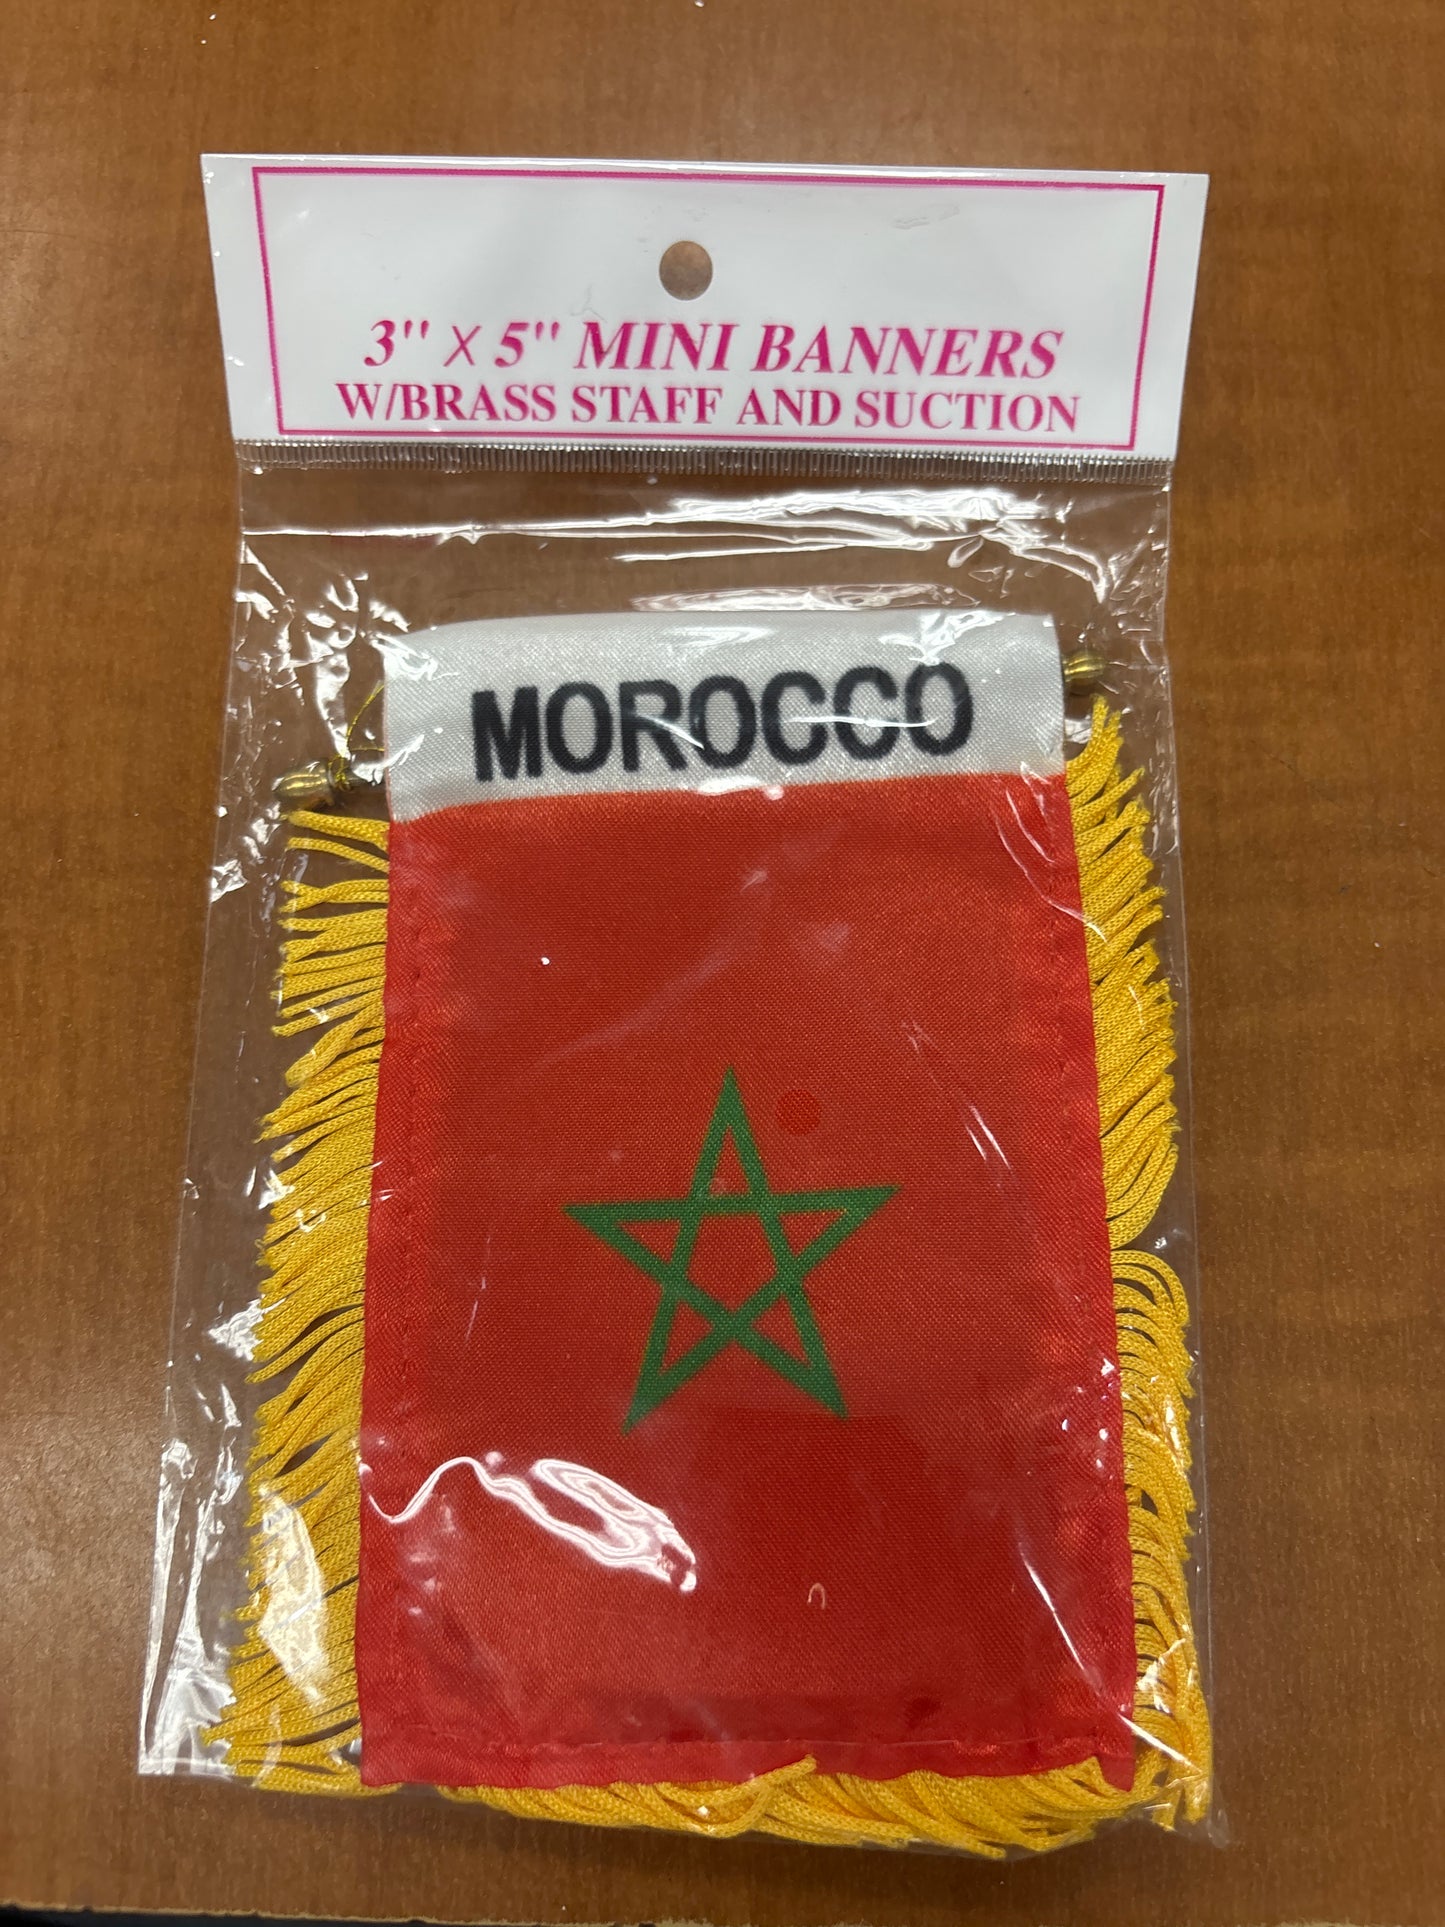 3" X 5" MINI BANNERS
W/BRASS STAFF AND SUCTION
MOROCCO